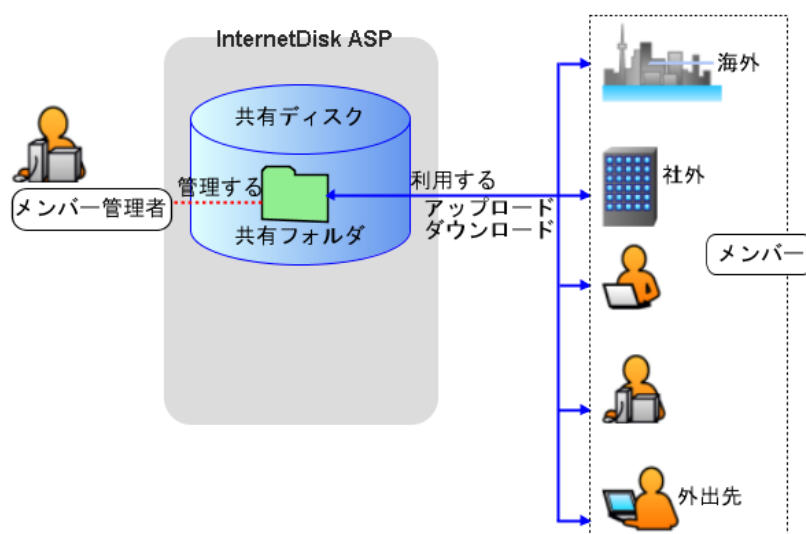 InternetDisk ASP
共有ディスク
海外
管理する
利用する
社外
メンバー管理者
アップロード
ダウンロード
共有フォルダ
メンバー
外出先